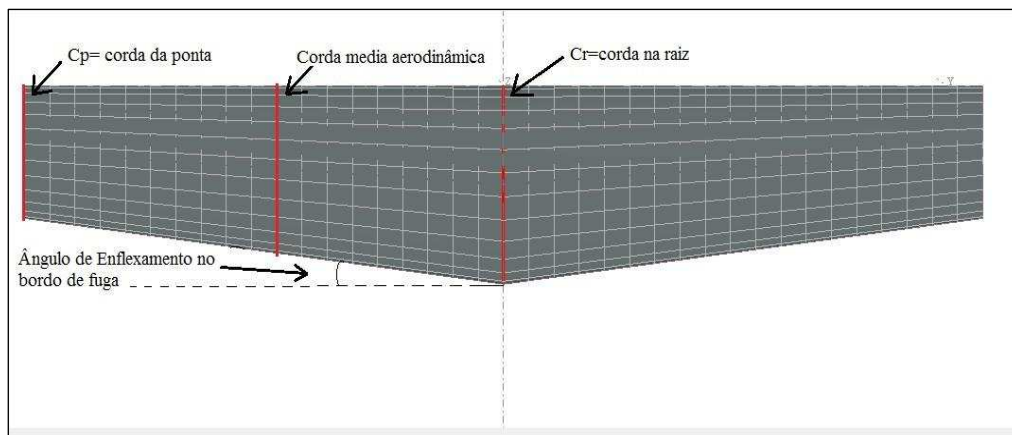 Cp= corda da ponta
Corda media aerodinâmica
Cr=corda na raiz
Z
Y
Ângulo de Enflexamento no
bordo de fuga